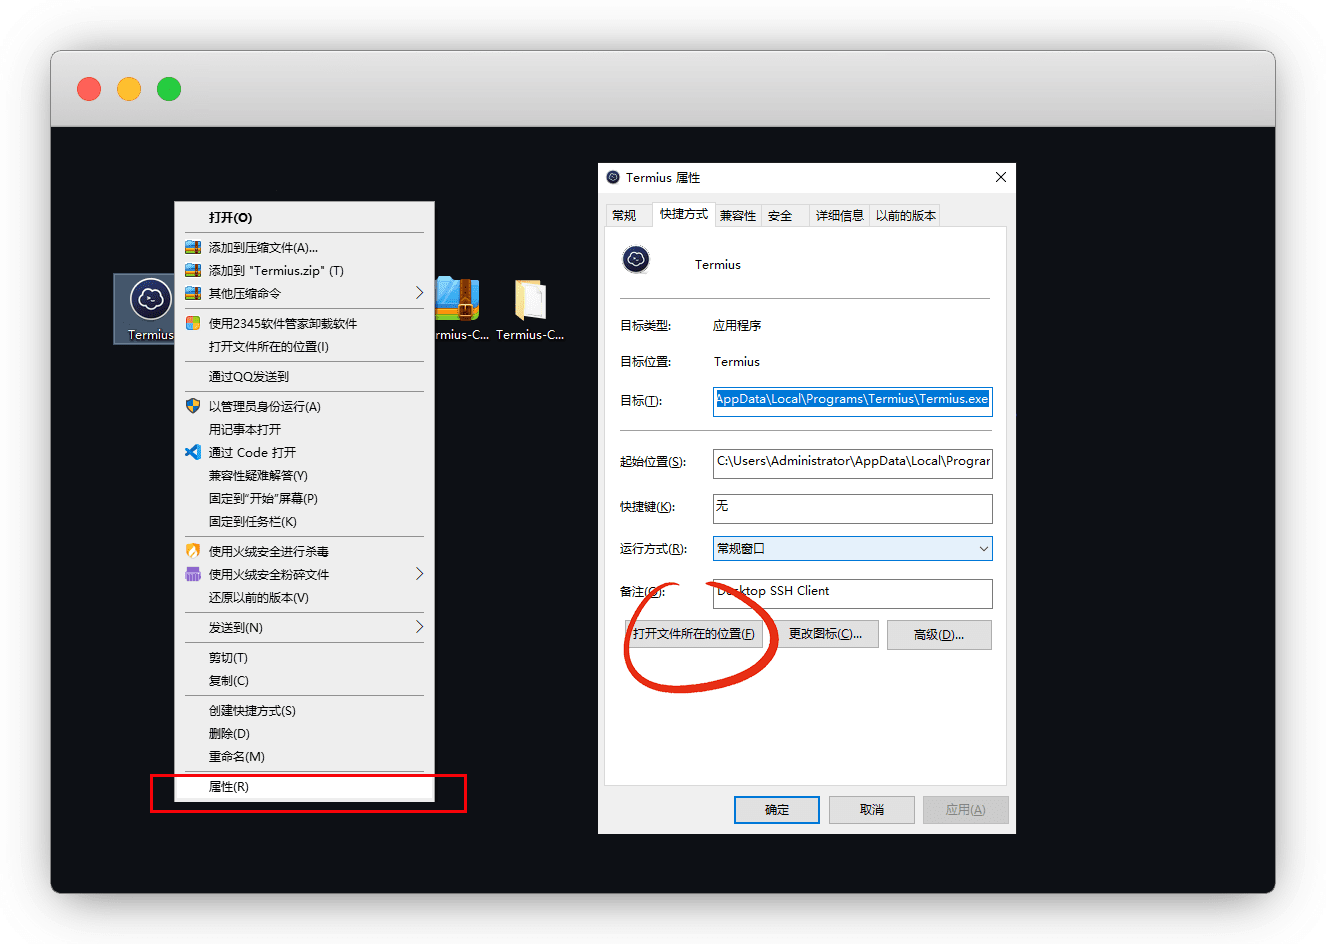 Termius
打开(O)
添加到压缩文件(A)...
添加到 "Termius.zip" (T)
其他压缩命令
使用2345软件管家卸载软件
打开文件所在的位置(I)
通过QQ发送到
以管理员身份运行(A)
用记事本打开
通过 Code 打开
兼容性疑难解答(Y)
固定到"开始"屏幕(P)
固定到任务栏(K)
使用火绒安全进行杀毒
使用火绒安全粉碎文件
还原以前的版本(V)
发送到(N)
剪切(T)
复制(C)
创建快捷方式(S)
删除(D)
重命名(M)
属性(R)
rmius-C...
Termius-C...
Termius 属性
常规 快捷方式 兼容性 安全 详细信息 以前的版本
Termius
目标类型: 应用程序
目标位置: Termius
目标(T): AppData\Local\Programs\Termius\Termius.exe
起始位置(S): C:\Users\Administrator\AppData\Local\Prograr
快捷键(K): 无
运行方式(R): 常规窗口
备注(O): Desktop SSH Client
打开文件所在的位置(F) 更改图标(C)... 高级(D)...
确定 取消 应用(A)